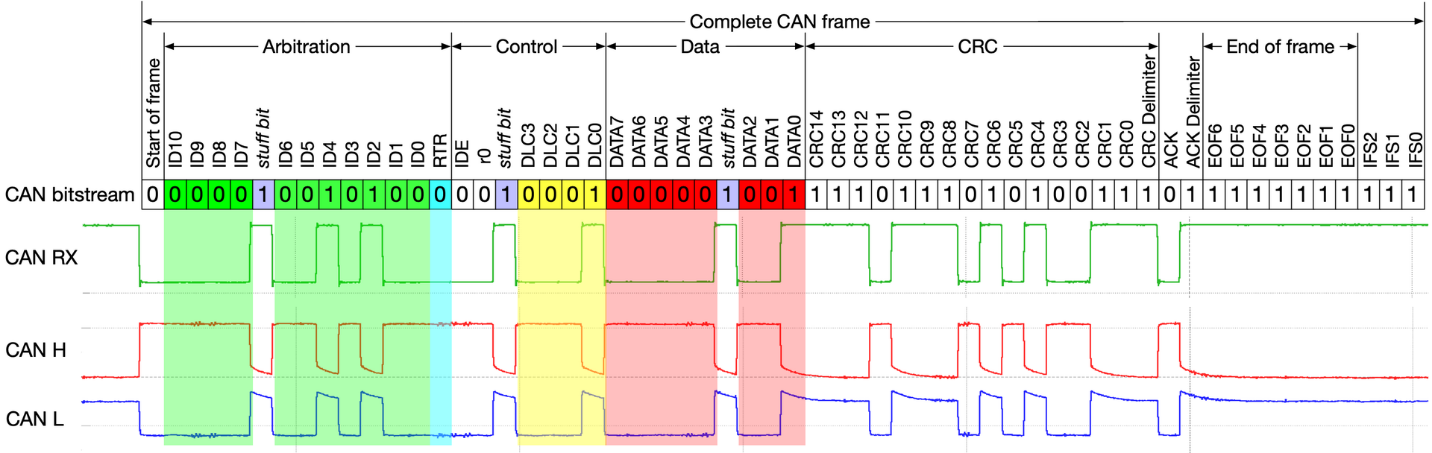 Complete CAN frame
Arbitration Control Data CRC End of frame
Start of frame ID10 ID9 ID8 ID7 stuff bit ID6 ID5 ID4 ID3 ID2 ID1 ID0 RTR IDE r0 stuff bit DLC3 DLC2 DLC1 DLC0 DATA7 DATA6 DATA5 DATA4 DATA3 stuff bit DATA2 DATA1 DATA0 CRC14 CRC13 CRC12 CRC11 CRC10 CRC9 CRC8 CRC7 CRC6 CRC5 CRC4 CRC3 CRC2 CRC1 CRC0 CRC Delimiter ACK ACK Delimiter EOF6 EOF5 EOF4 EOF3 EOF2 EOF1 EOF0 IFS2 IFS1 IFS0
CAN bitstream 0 0 0 0 0 1 0 0 1 0 1 0 0 0 0 0 1 0 0 0 1 0 0 0 0 0 1 0 0 1 1 1 1 0 1 1 1 0 1 0 1 0 0 1 1 1 0 1 1 1 1 1 1 1 1 1 1 1
CAN RX
CAN H
CAN L